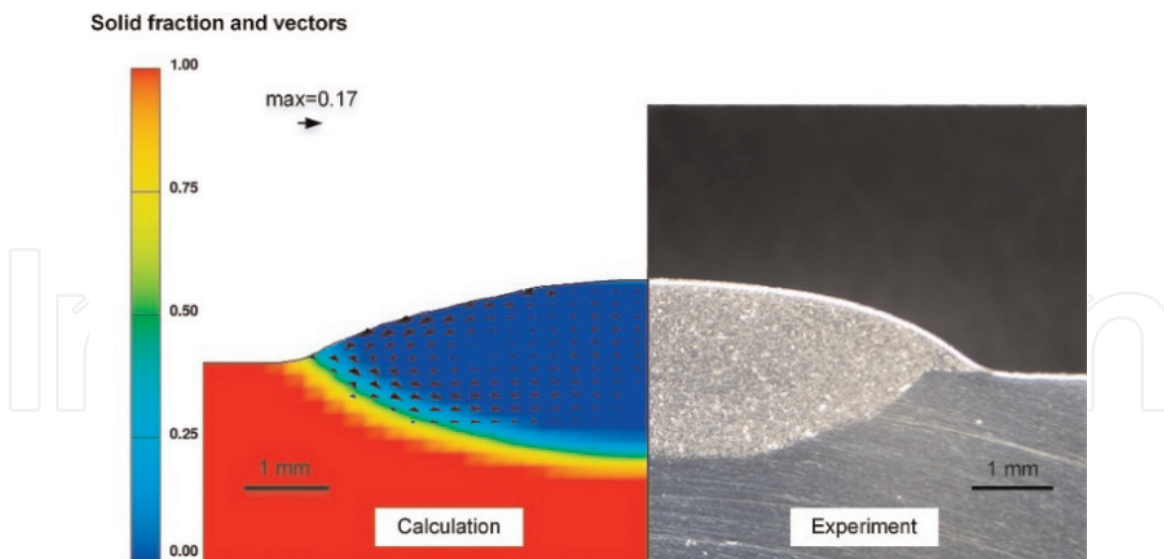 Solid fraction and vectors
1.00
max=0.17
0.75
0.50
0.25
0.00
1 mm
1 mm
Calculation
Experiment